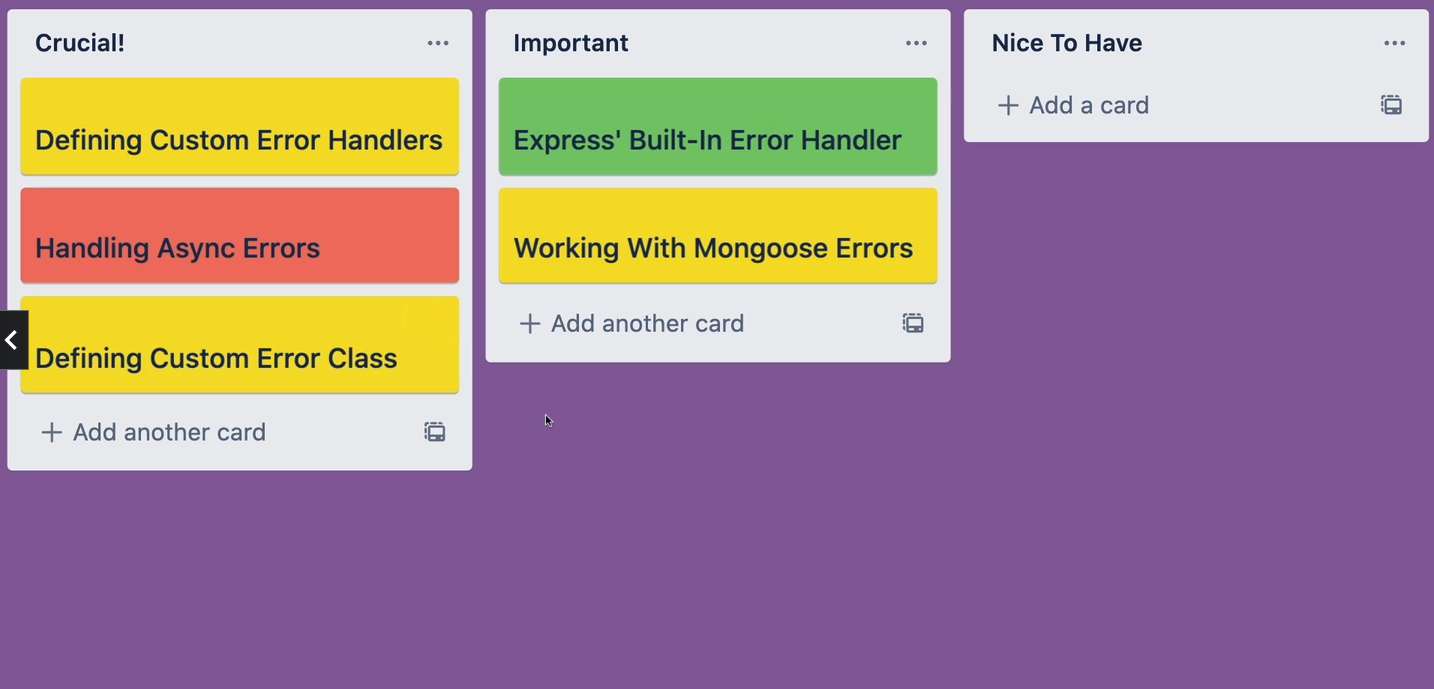 Crucial!
Defining Custom Error Handlers
Handling Async Errors
Defining Custom Error Class
Add another card
Important
Express' Built-In Error Handler
Working With Mongoose Errors
Add another card
Nice To Have
Add a card